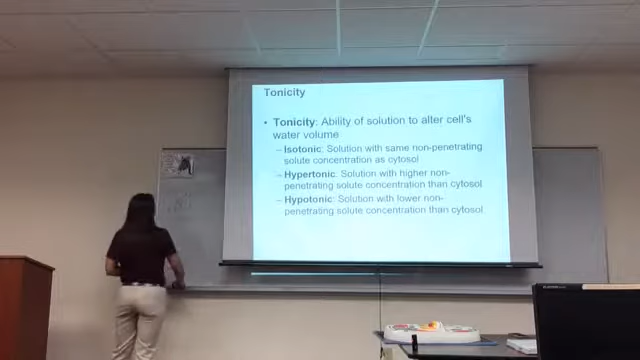 Tonicity
• Tonicity: Ability of solution to alter cell's
water volume
– Isotonic: Solution with same non-penetrating
solute concentration as cytosol
– Hypertonic: Solution with higher non-
penetrating solute concentration than cytosol
– Hypotonic: Solution with lower non-
penetrating solute concentration than cytosol